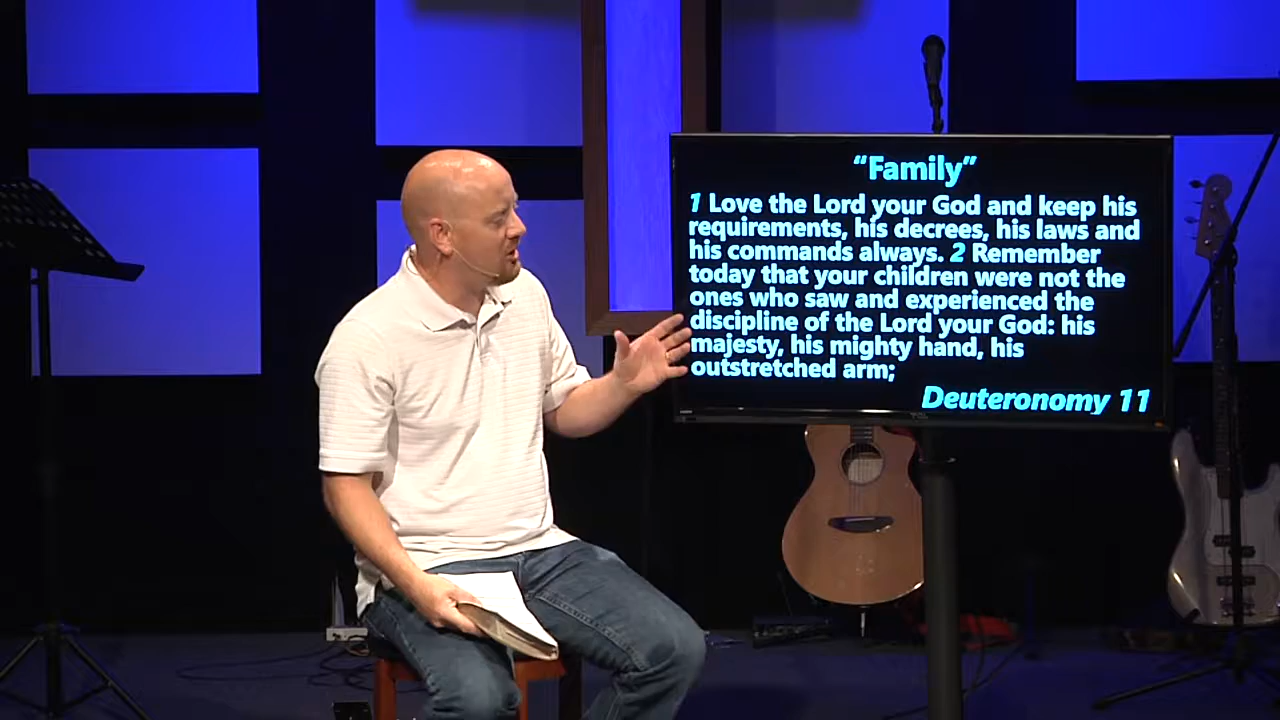 “Family”
1 Love the Lord your God and keep his
requirements, his decrees, his laws and
his commands always. 2 Remember
today that your children were not the
ones who saw and experienced the
discipline of the Lord your God: his
majesty, his mighty hand, his
outstretched arm;
Deuteronomy 11